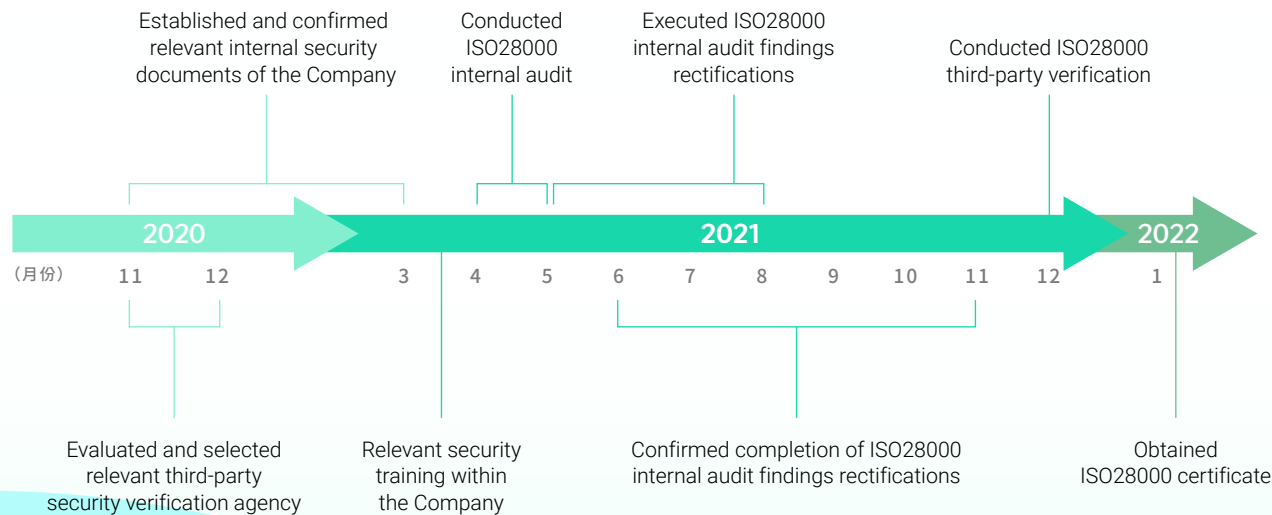 Established and confirmed
relevant internal security
documents of the Company
Conducted
ISO28000
internal audit
Executed ISO28000
internal audit findings
rectifications
Conducted ISO28000
third-party verification
2020
2021
2022
（月份）
11
12
3
4
5
6
7
8
9
10
11
12
1
Evaluated and selected
relevant third-party
security verification agency
Relevant security
training within
the Company
Confirmed completion of ISO28000
internal audit findings rectifications
Obtained
ISO28000 certificate